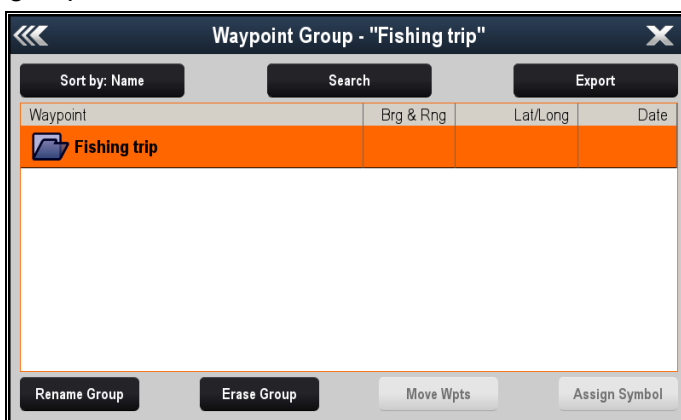 Waypoint Group - "Fishing trip"
Sort by: Name Search Export
Waypoint Brg & Rng Lat/Long Date
Fishing trip
Rename Group Erase Group Move Wpts Assign Symbol